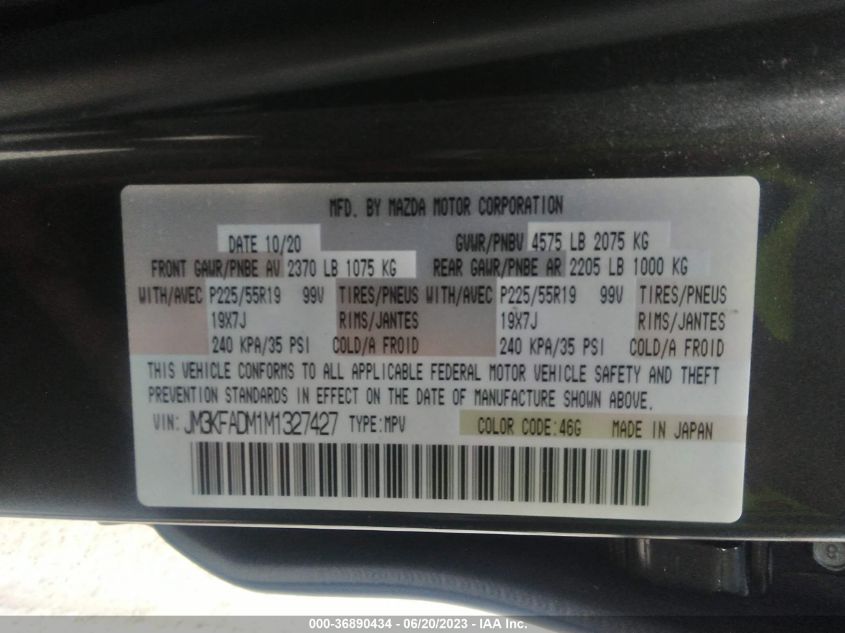 MFD. BY MAZDA MOTOR CORPORATION
DATE 10/20 GVWR/PNBV 4575 LB 2075 KG
FRONT GAWR/PNBE AV 2370 LB 1075 KG REAR GAWR/PNBE AR 2205 LB 1000 KG
WITH/AVEC P225/55R19 99V TIRES/PNEUS WITH/AVEC P225/55R19 99V TIRES/PNEUS
19X7J RIMS/JANTES 19X7J RIMS/JANTES
240 KPA/35 PSI COLD/A FROID 240 KPA/35 PSI COLD/A FROID
THIS VEHICLE CONFORMS TO ALL APPLICABLE FEDERAL MOTOR VEHICLE SAFETY AND THEFT
PREVENTION STANDARDS IN EFFECT ON THE DATE OF MANUFACTURE SHOWN ABOVE.
VIN: JM3KFADM1M1327427 TYPE:MPV COLOR CODE:46G MADE IN JAPAN
000-36890434 - 06/20/2023 - IAA Inc.